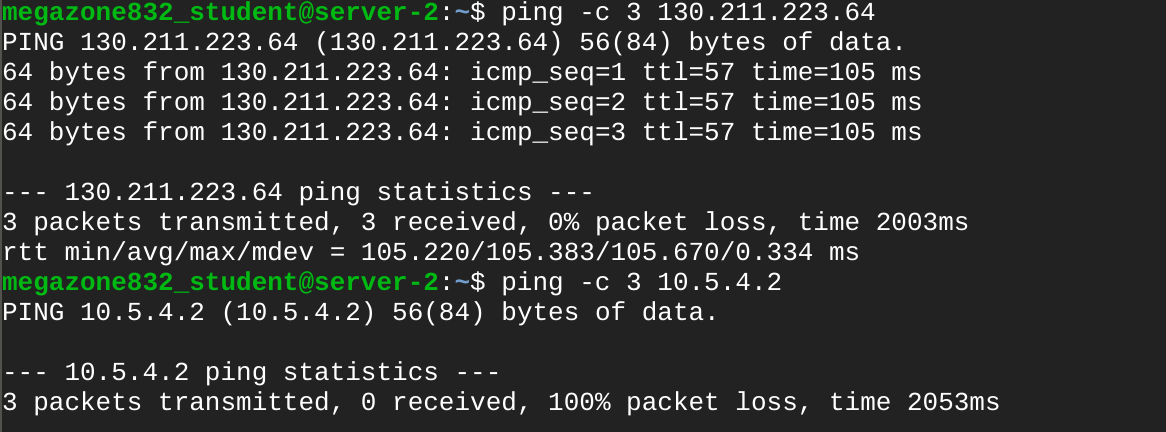 megazone832_student@server-2:~$ ping -c 3 130.211.223.64
PING 130.211.223.64 (130.211.223.64) 56(84) bytes of data.
64 bytes from 130.211.223.64: icmp_seq=1 ttl=57 time=105 ms
64 bytes from 130.211.223.64: icmp_seq=2 ttl=57 time=105 ms
64 bytes from 130.211.223.64: icmp_seq=3 ttl=57 time=105 ms

--- 130.211.223.64 ping statistics ---
3 packets transmitted, 3 received, 0% packet loss, time 2003ms
rtt min/avg/max/mdev = 105.220/105.383/105.670/0.334 ms
megazone832_student@server-2:~$ ping -c 3 10.5.4.2
PING 10.5.4.2 (10.5.4.2) 56(84) bytes of data.

--- 10.5.4.2 ping statistics ---
3 packets transmitted, 0 received, 100% packet loss, time 2053ms